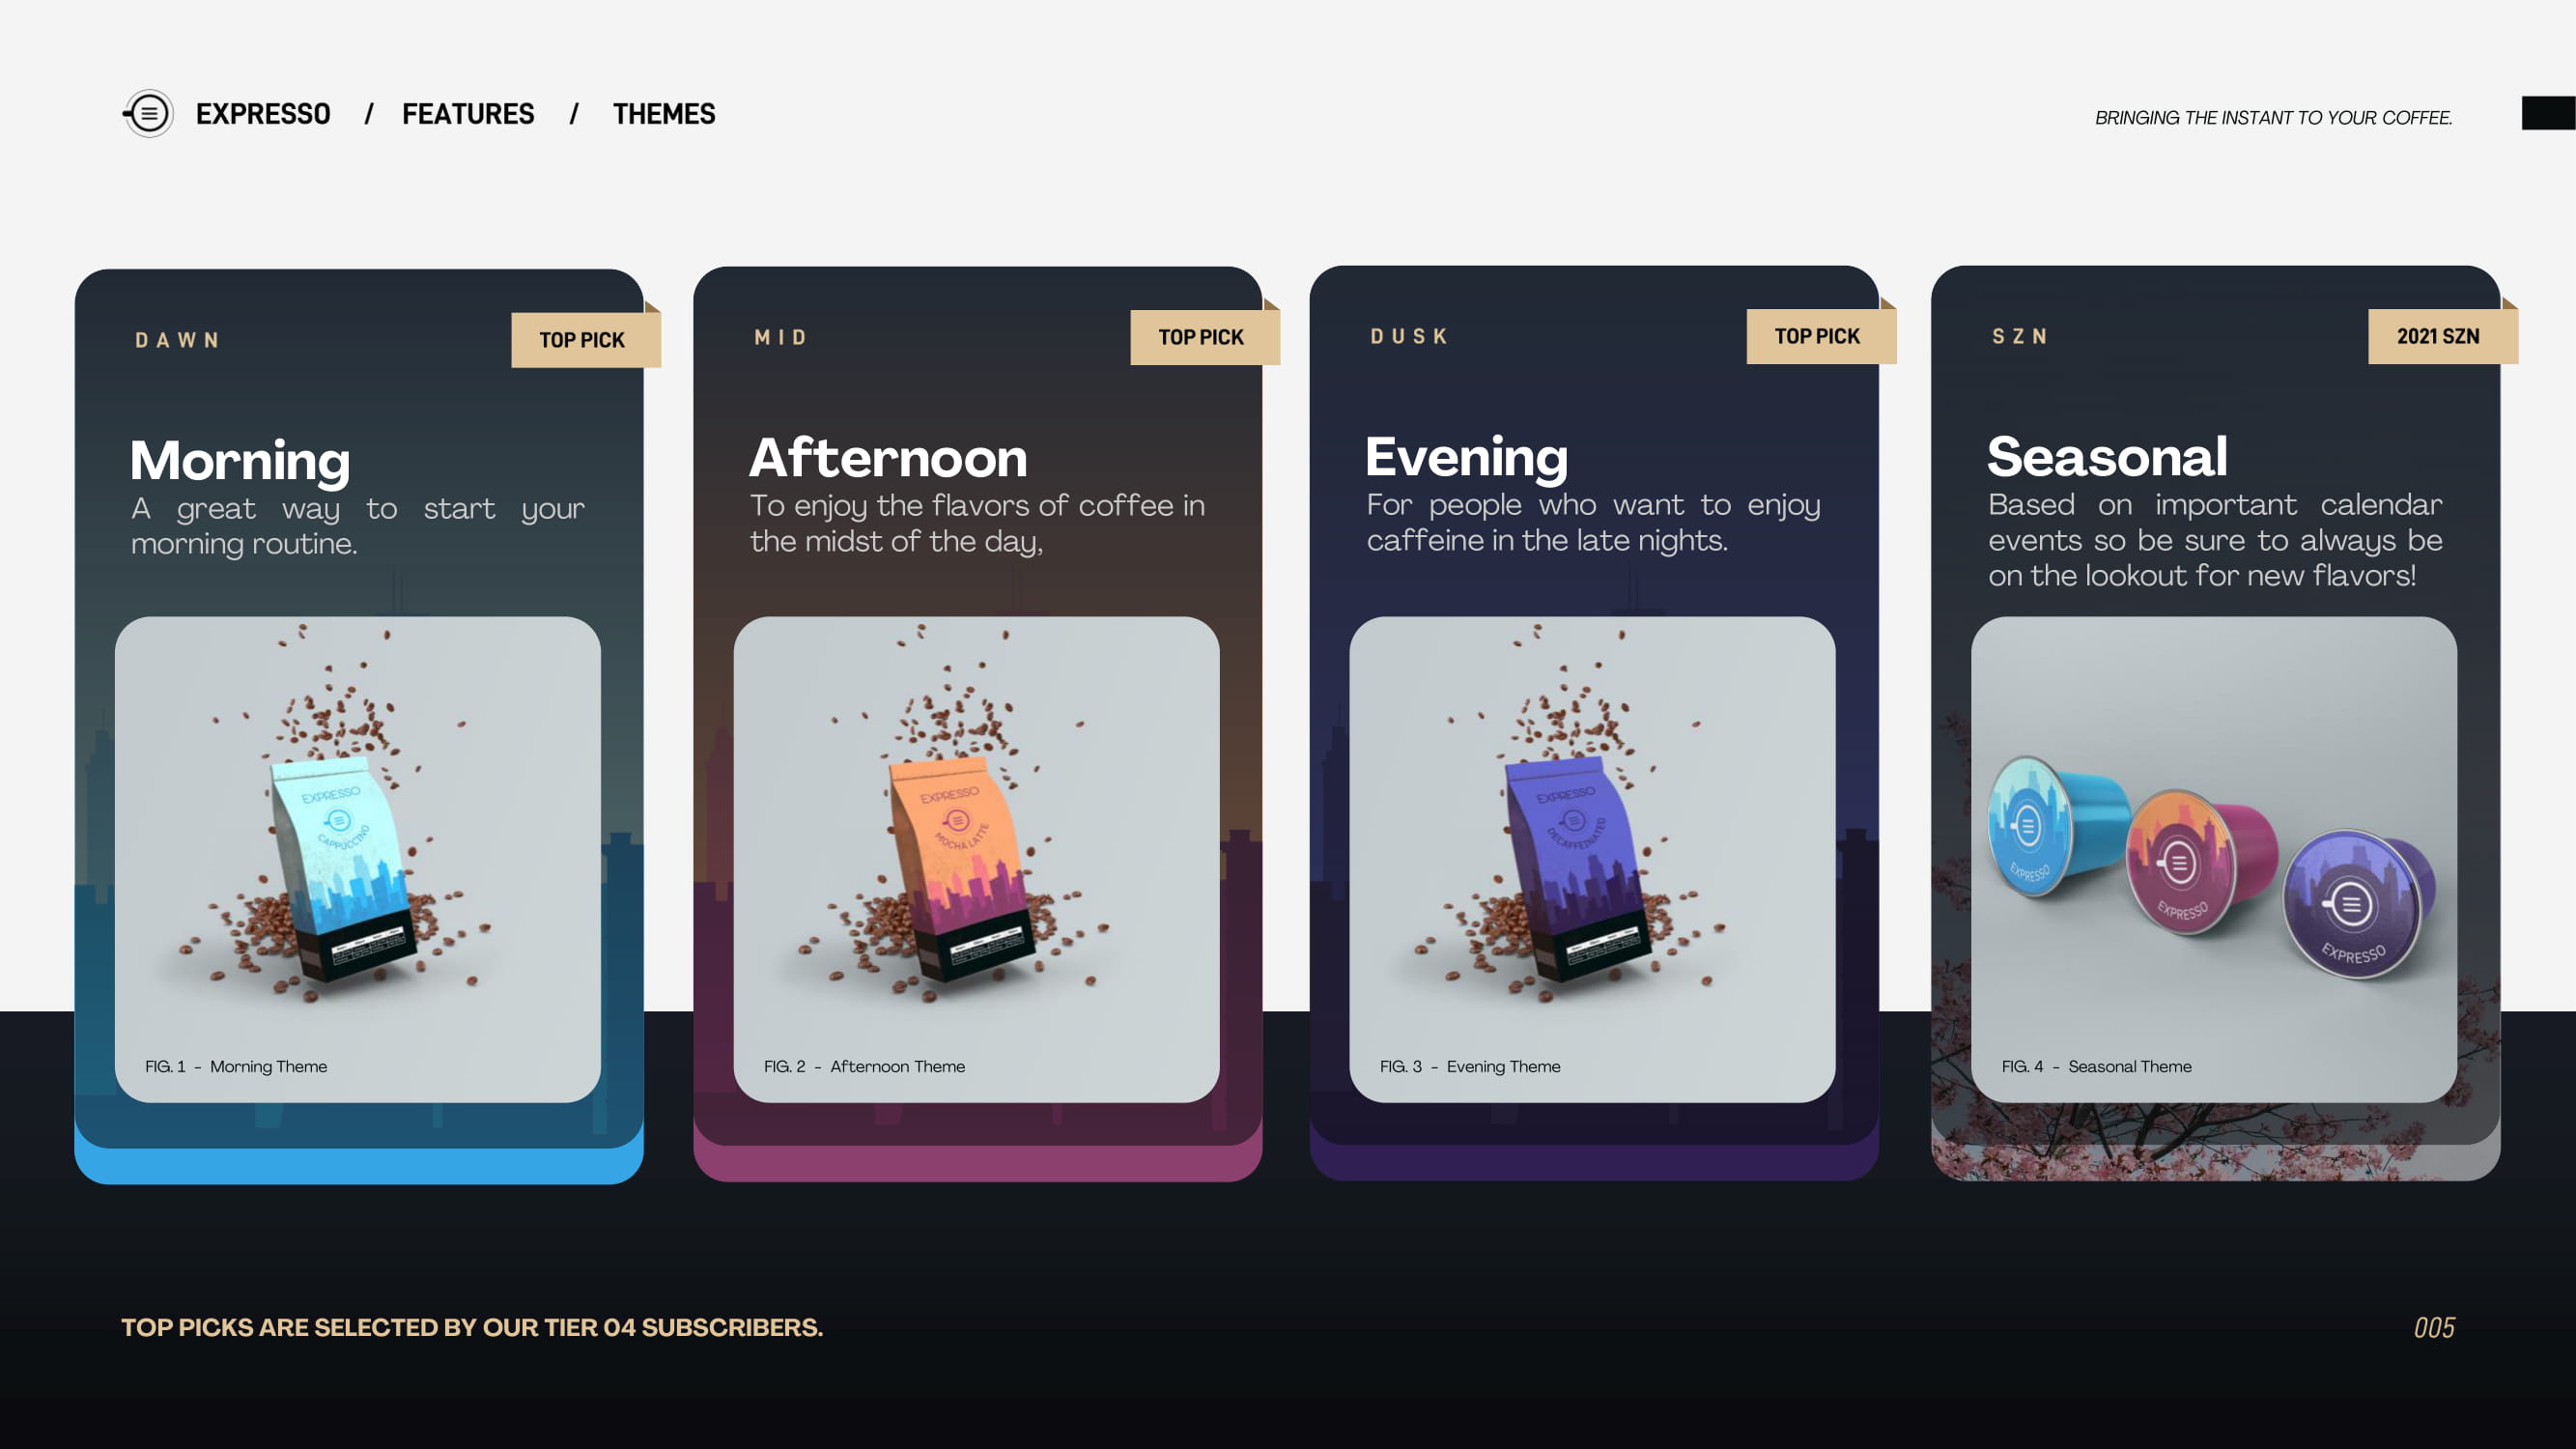 EXPRESSO / FEATURES / THEMES
BRINGING THE INSTANT TO YOUR COFFEE.
DAWN
TOP PICK
Morning
A great way to start your
morning routine.
EXPRESSO
CAPPUCCINO
FIG. 1 - Morning Theme
MID
TOP PICK
Afternoon
To enjoy the flavors of coffee in
the midst of the day,
EXPRESSO
MOCHA LATTE
FIG. 2 - Afternoon Theme
DUSK
TOP PICK
Evening
For people who want to enjoy
caffeine in the late nights.
EXPRESSO
DECAFFEINATED
FIG. 3 - Evening Theme
SZN
2021 SZN
Seasonal
Based on important calendar
events so be sure to always be
on the lookout for new flavors!
EXPRESSO
EXPRESSO
EXPRESSO
FIG. 4 - Seasonal Theme
TOP PICKS ARE SELECTED BY OUR TIER 04 SUBSCRIBERS.
005